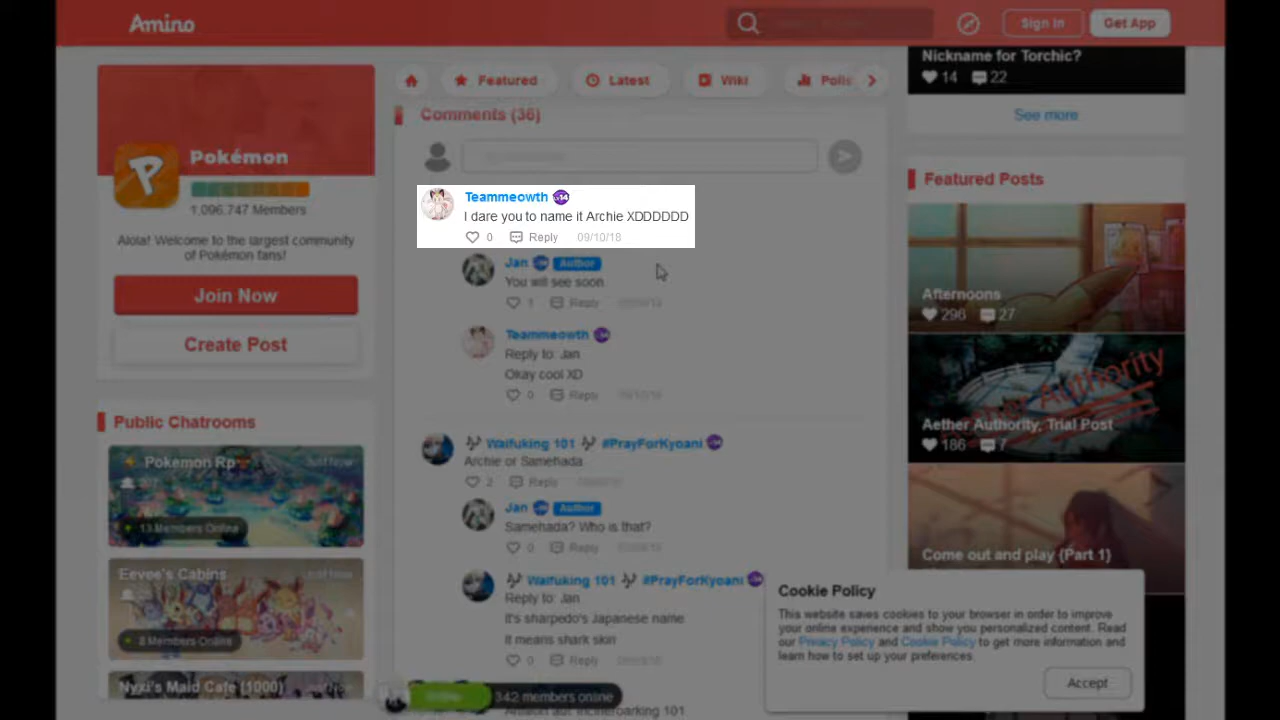 Amino
Sign In
Get App
Pokémon
1,096,747 Members
Alola! Welcome to the largest community
of Pokémon fans!
Join Now
Create Post
Public Chatrooms
Pokemon Rp
Just Now
13 Members Online
Eevee's Cabins
Just Now
8 Members Online
Nyxi's Maid Cafe (1000)
Just Now
Featured
Latest
Wiki
Polls
Comments (36)
Teammeowth
I dare you to name it Archie XDDDDDD
0 Reply 09/10/18
Jan Author
You will see soon
1 Reply
Teammeowth
Reply to: Jan
Okay cool XD
0 Reply
Waifuking 101 #PrayForKyoani
Archie or Samehada
2 Reply
Jan Author
Samehada? Who is that?
0 Reply
Waifuking 101 #PrayForKyoani
Reply to: Jan
It's sharpedo's Japanese name
It means shark skin
0 Reply
342 members online
Nickname for Torchic?
14 22
See more
Featured Posts
Afternoons
296 27
Aether Authority
Aether Authority, Trial Post
186 7
Come out and play {Part 1}
Cookie Policy
This website saves cookies to your browser in order to improve
your online experience and show you personalized content. Read
our Privacy Policy and Cookie Policy to get more information and
learn how to set up your preferences.
Accept